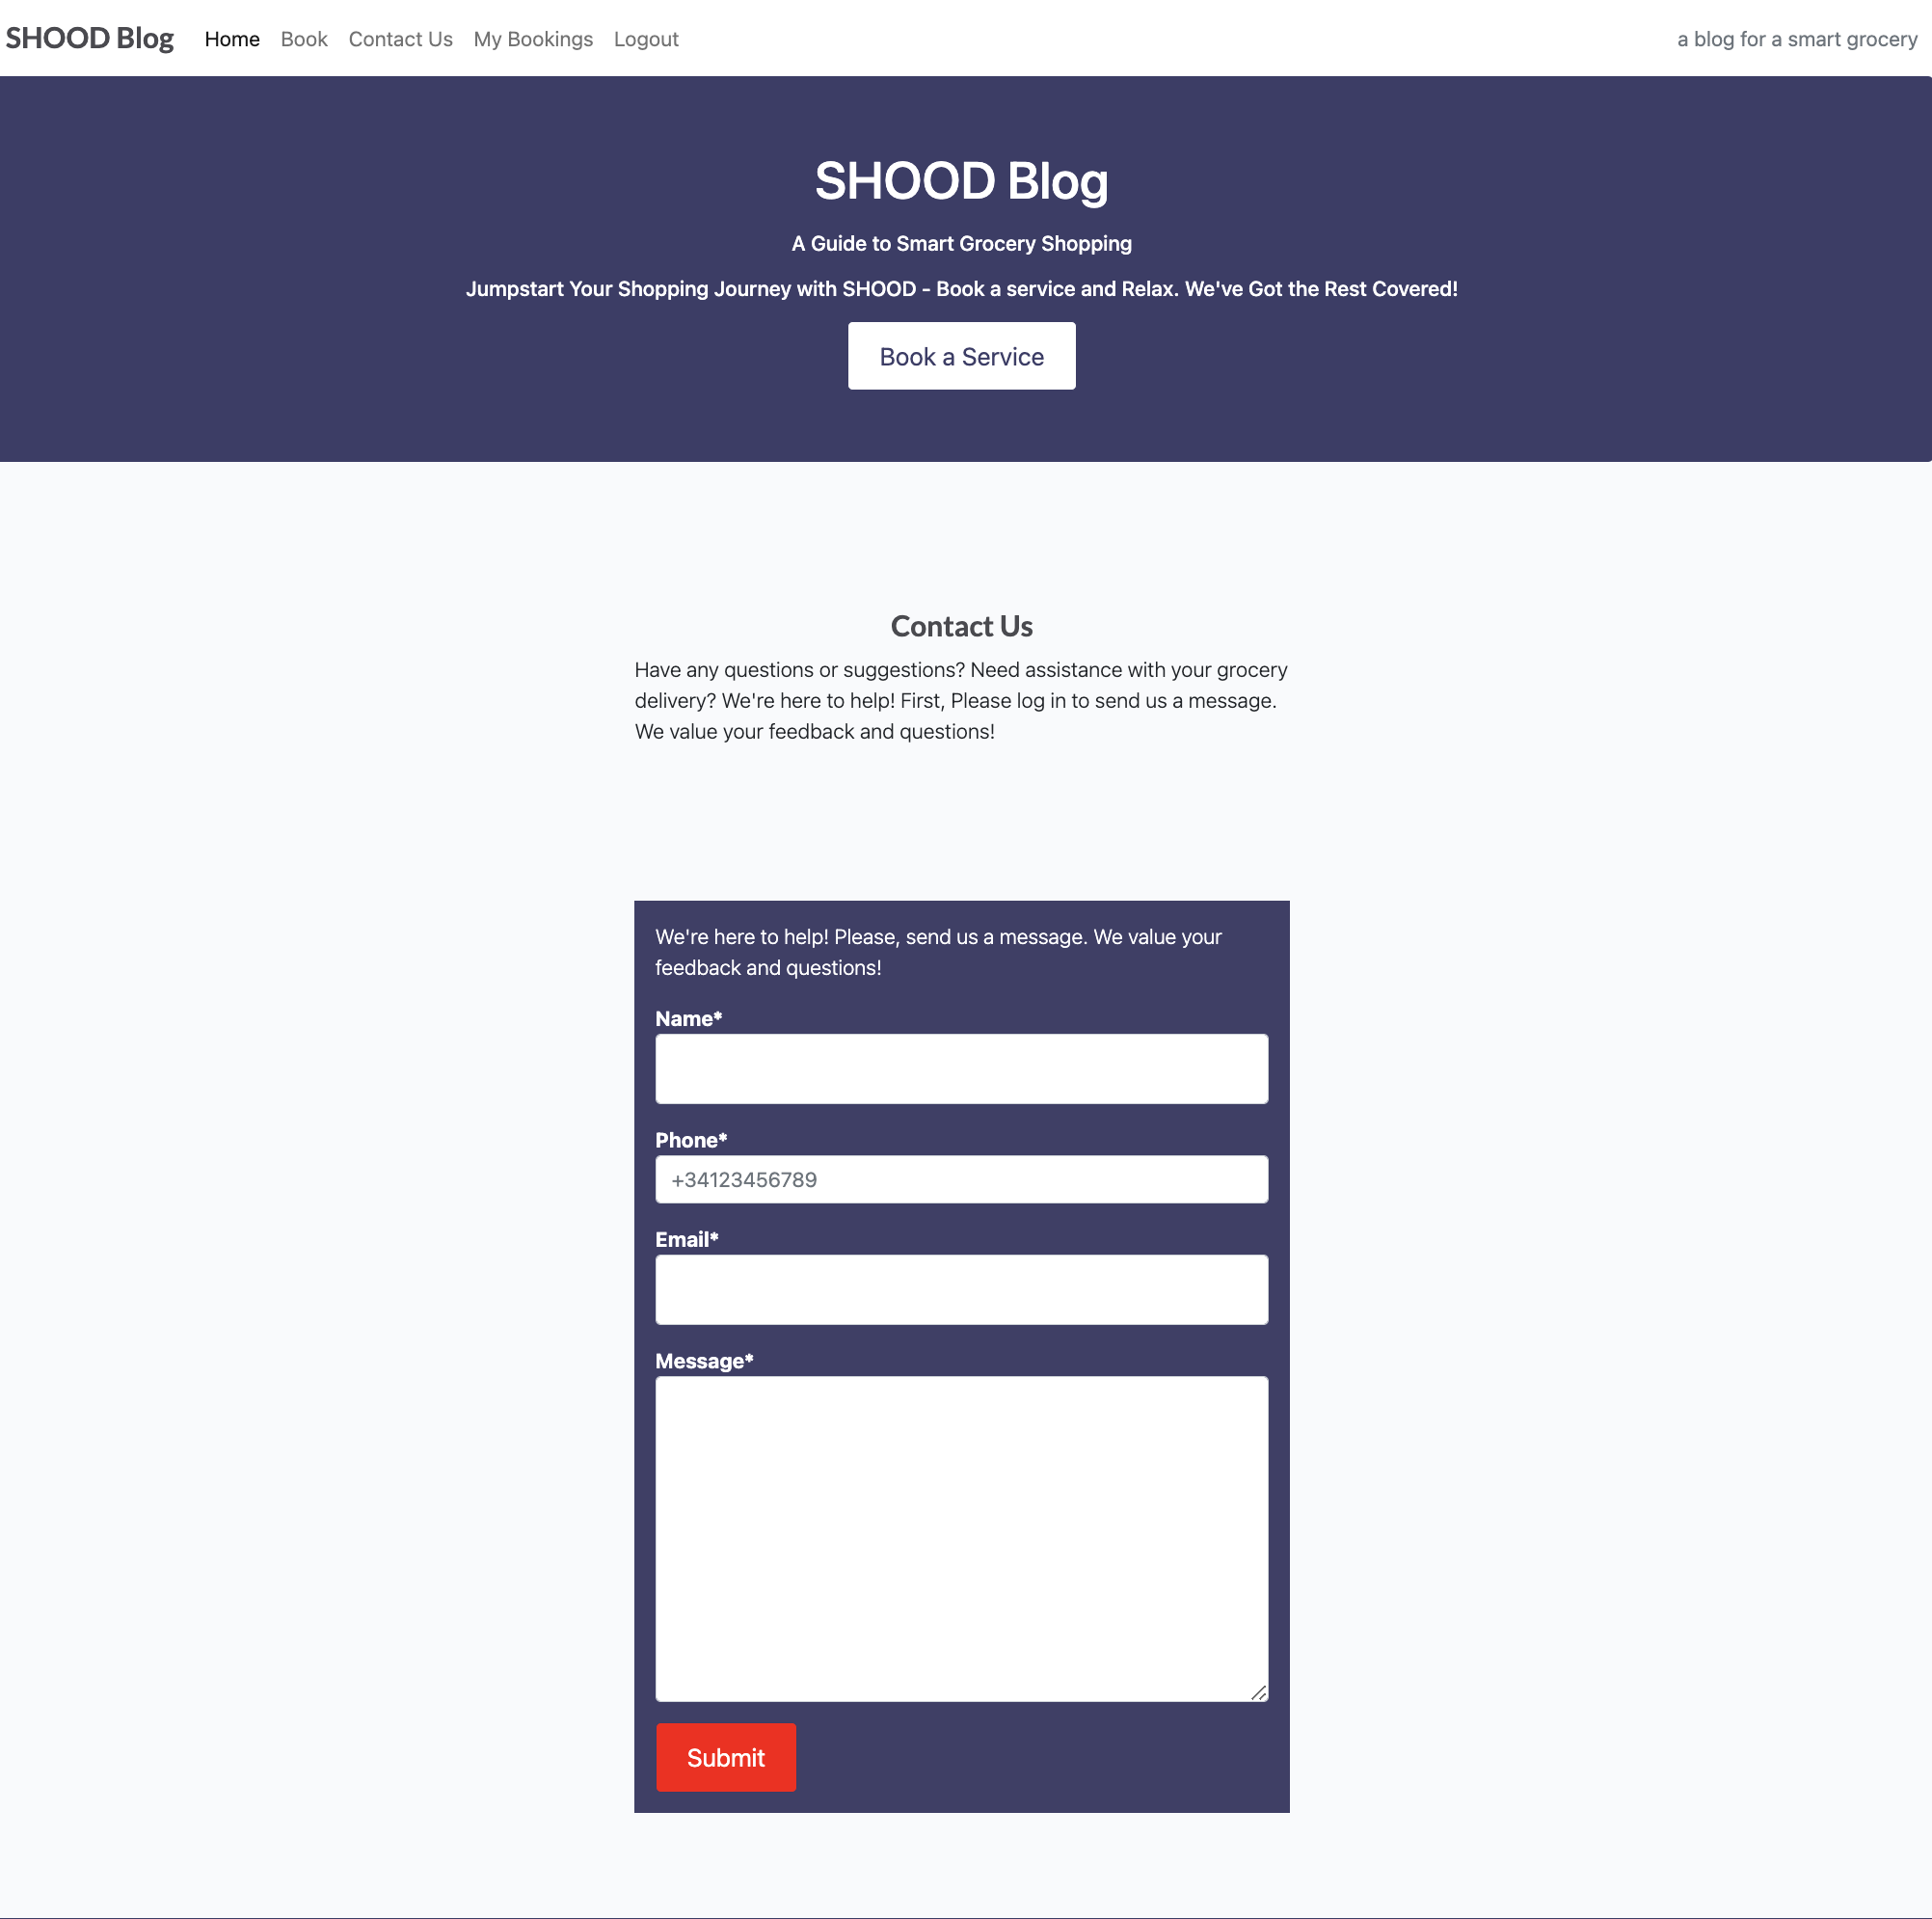 SHOOD Blog Home Book Contact Us My Bookings Logout a blog for a smart grocery
SHOOD Blog
A Guide to Smart Grocery Shopping
Jumpstart Your Shopping Journey with SHOOD - Book a service and Relax. We've Got the Rest Covered!
Book a Service
Contact Us
Have any questions or suggestions? Need assistance with your grocery
delivery? We're here to help! First, Please log in to send us a message.
We value your feedback and questions!
We're here to help! Please, send us a message. We value your
feedback and questions!
Name*
Phone*
+34123456789
Email*
Message*
Submit